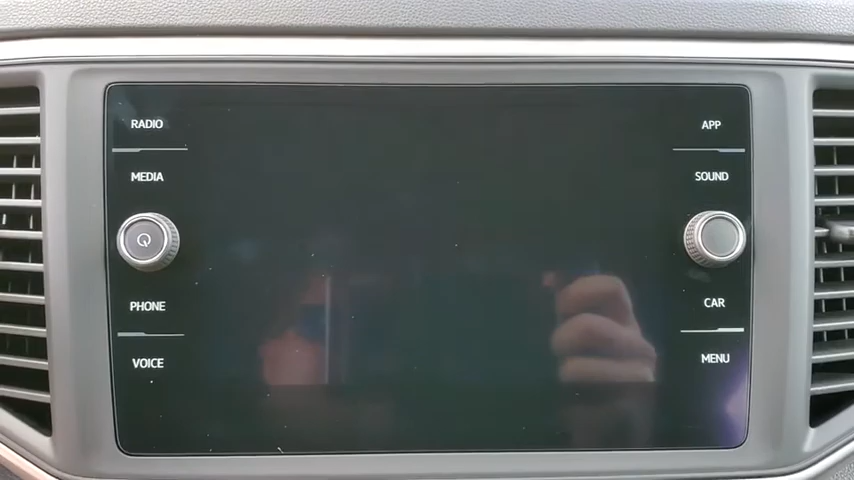 RADIO
MEDIA
PHONE
VOICE
APP
SOUND
CAR
MENU